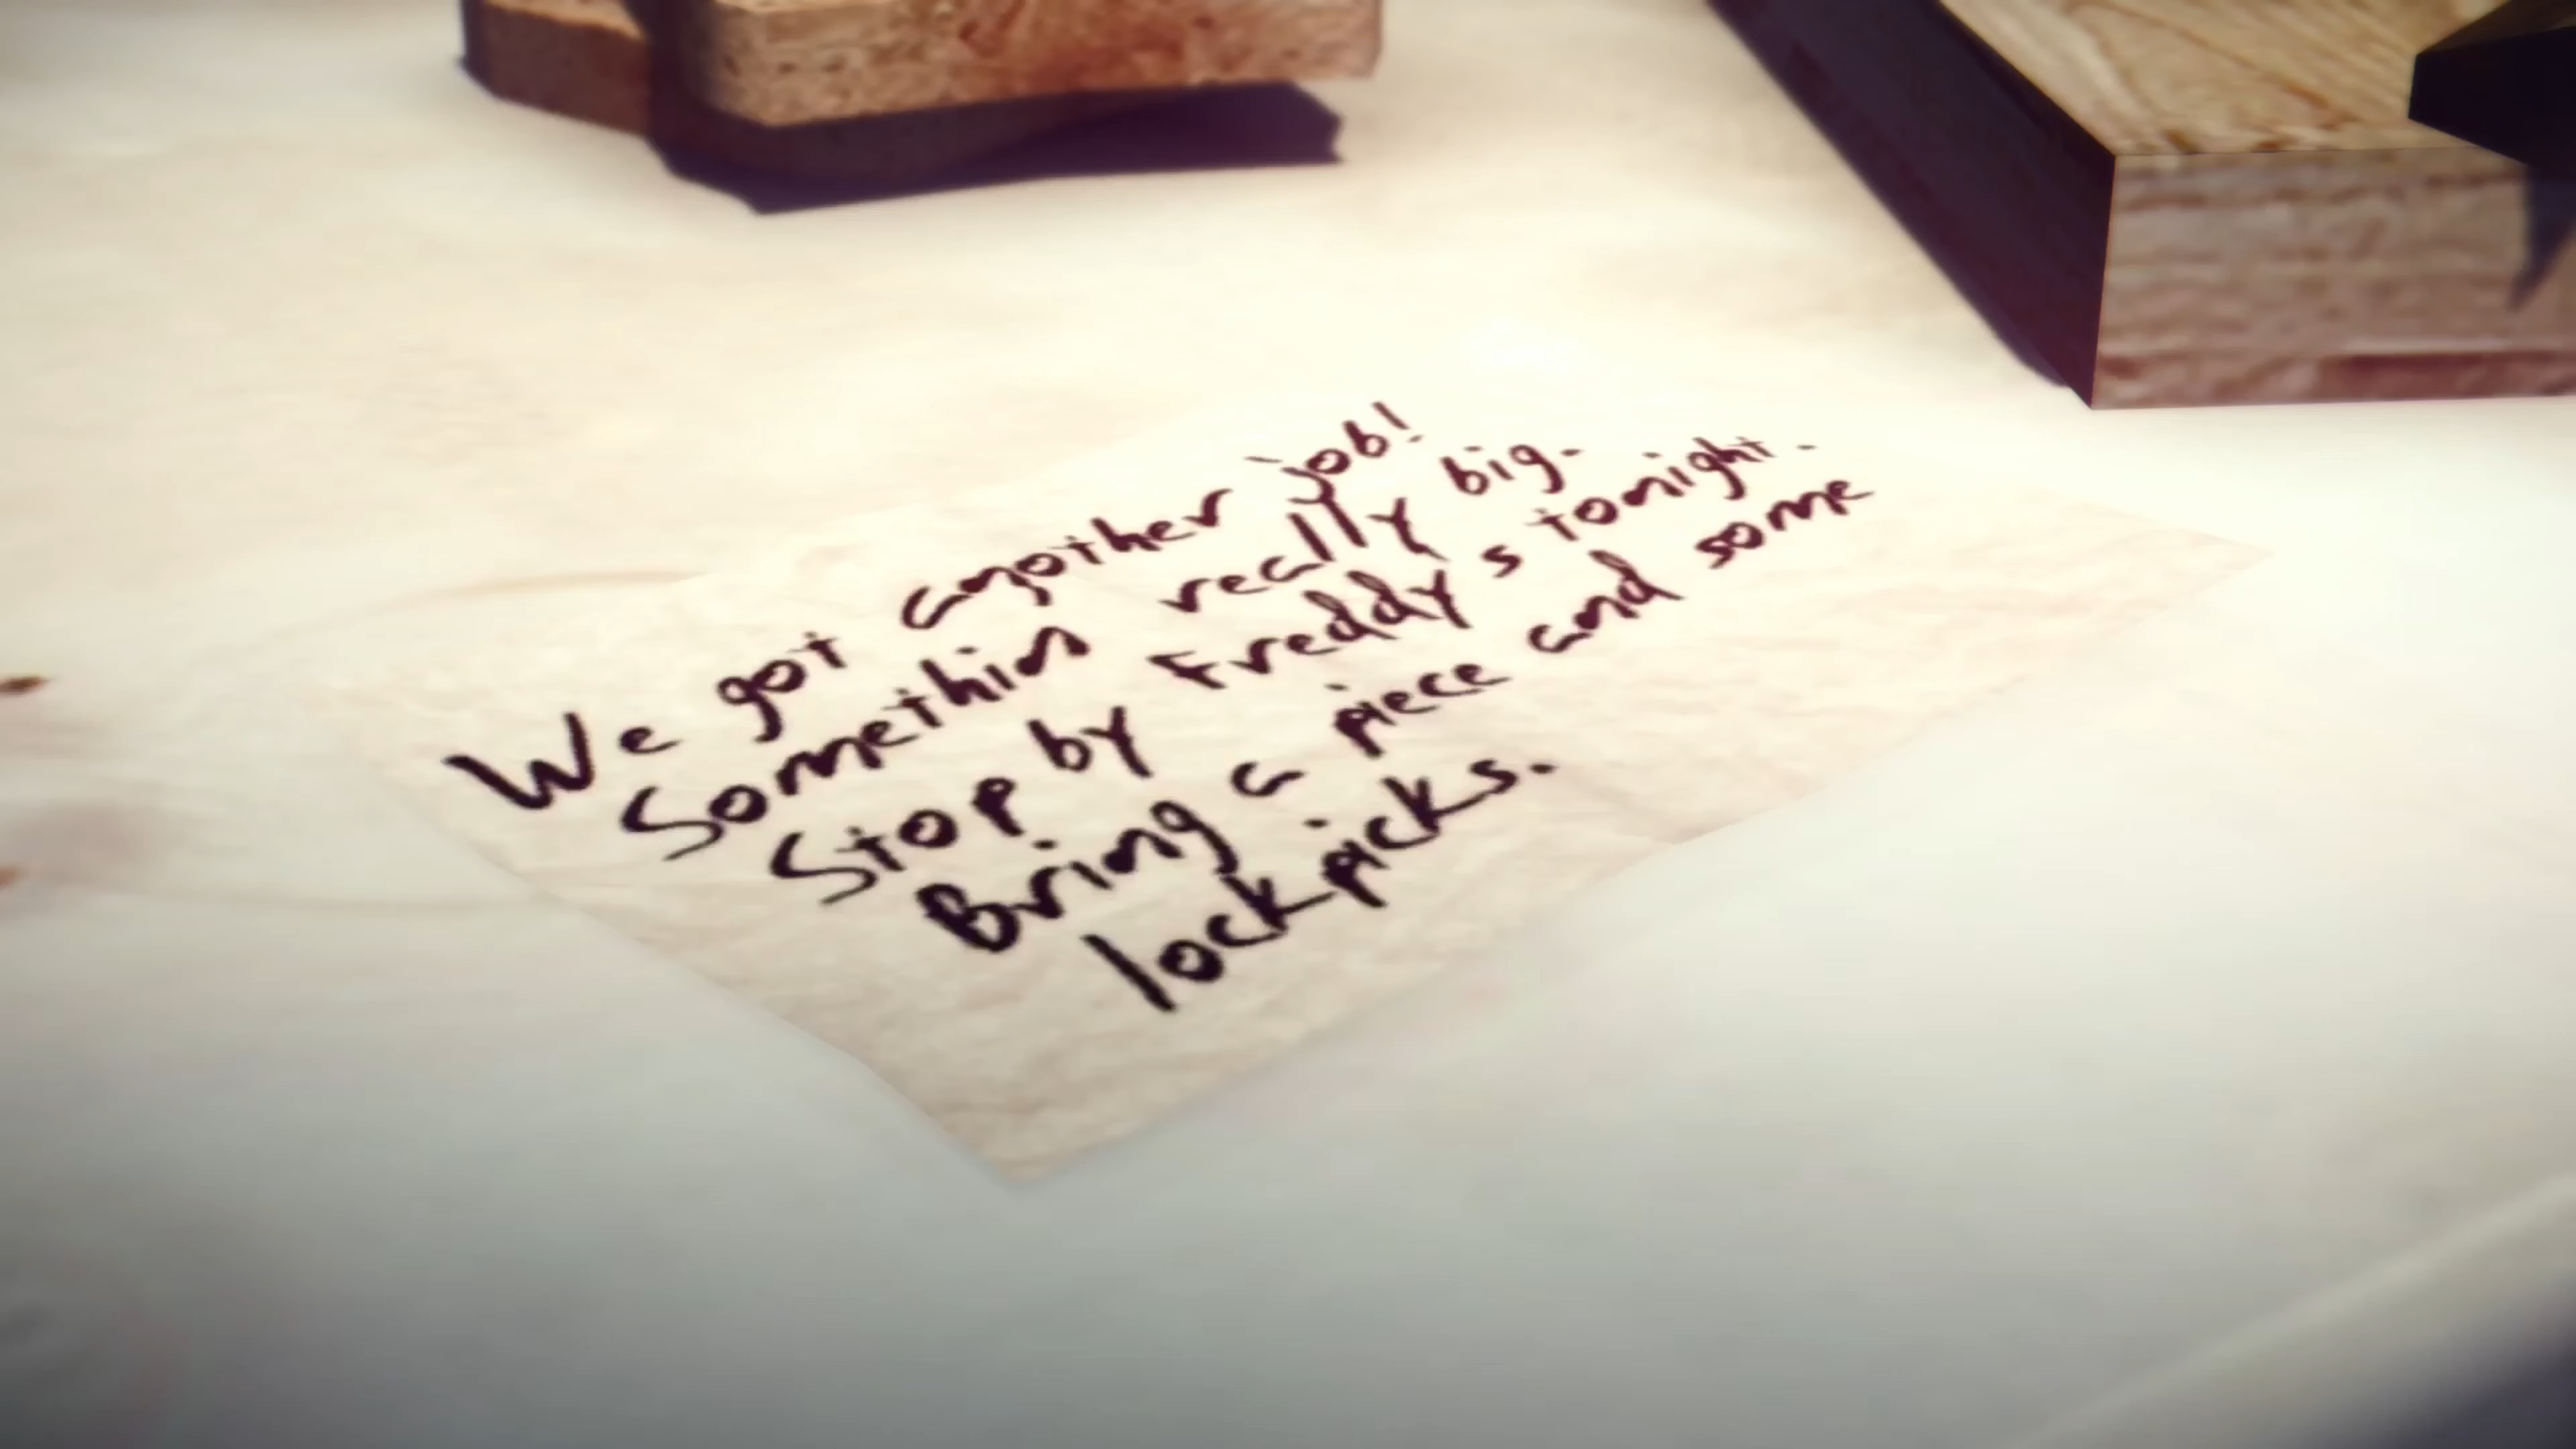 We got another job!
Somethin really big.
Stop by Freddy s tonight.
Bring a piece and some
lockpicks.